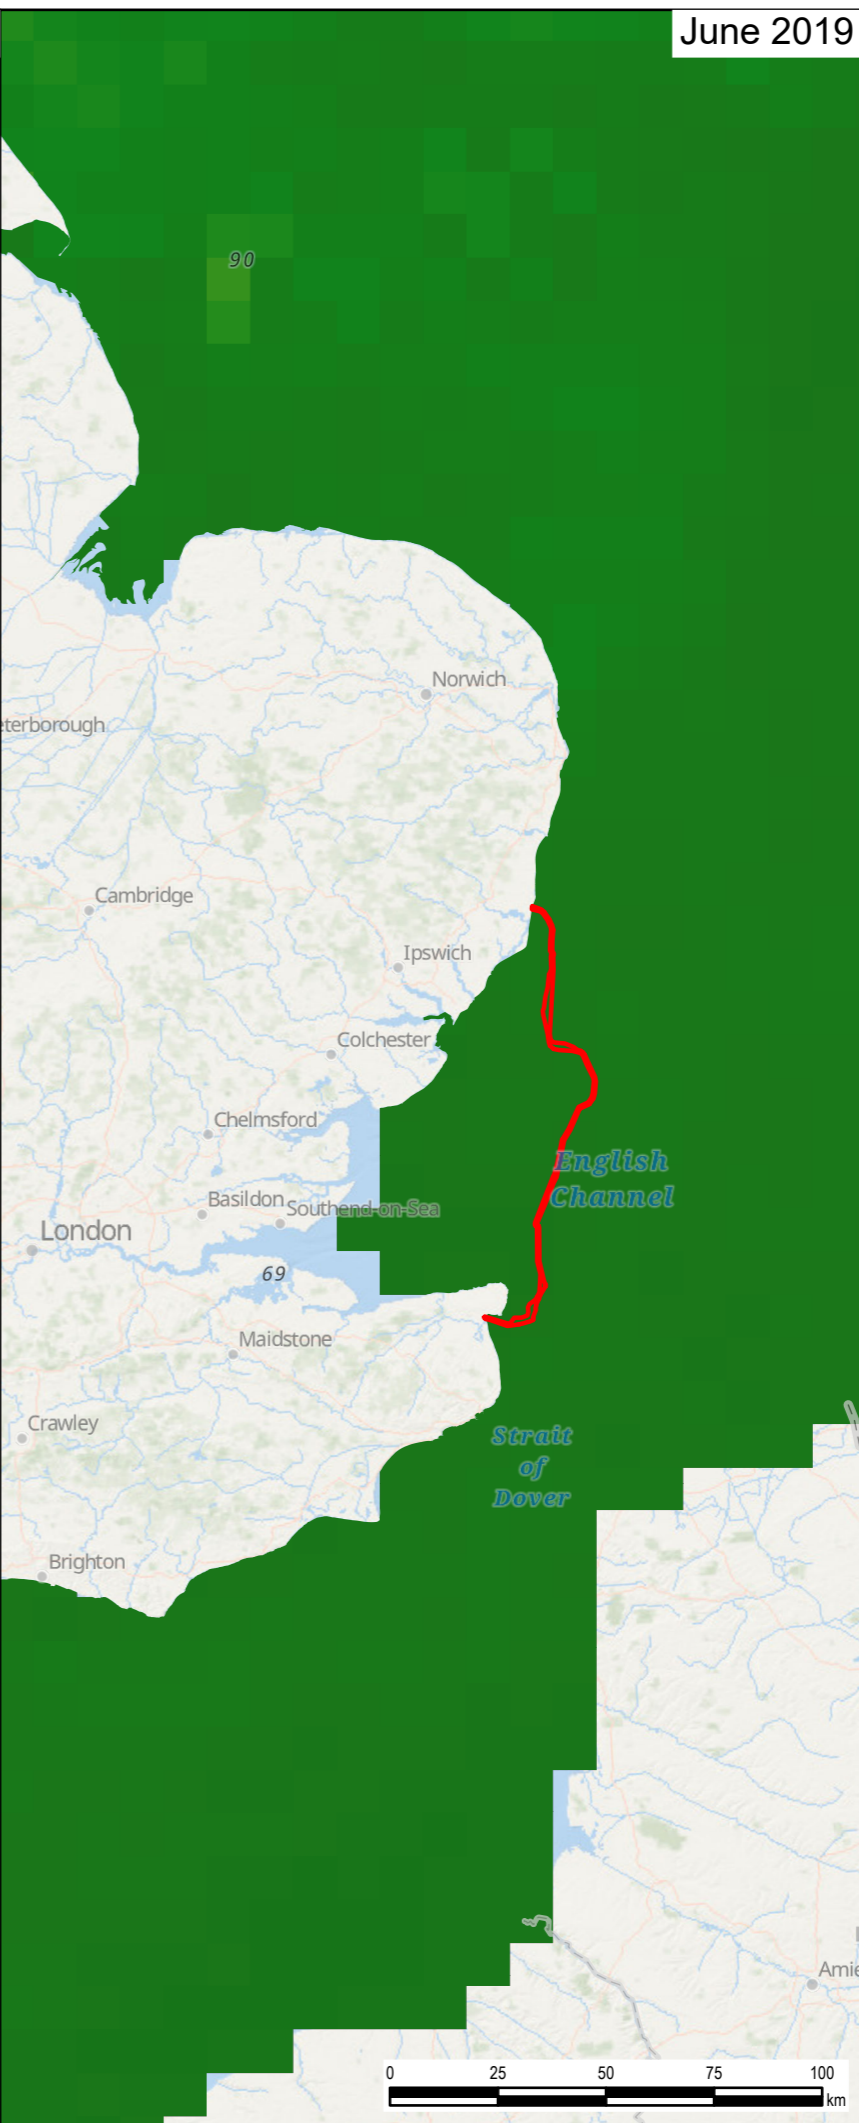 June 2019
90
Norwich
eterborough
Cambridge
Ipswich
Colchester
Chelmsford
English
Channel
Basildon
Southend-on-Sea
London
69
Maidstone
Crawley
Strait
of
Dover
Brighton
Amie
0 25 50 75 100
km